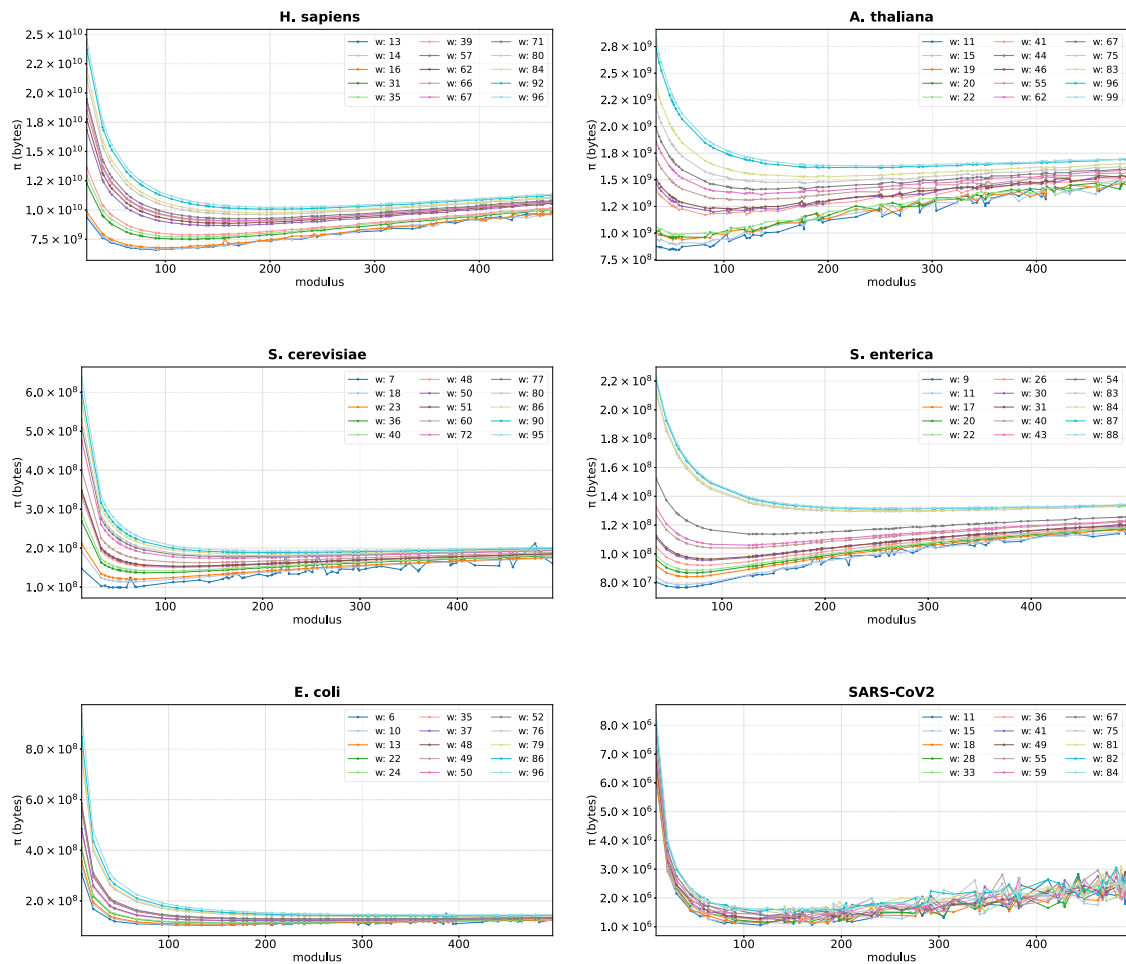 H. sapiens
2.5 × 10^10
2.2 × 10^10
2.0 × 10^10
1.8 × 10^10
1.5 × 10^10
1.2 × 10^10
1.0 × 10^10
7.5 × 10^9
π (bytes)
w: 13 w: 39 w: 71
w: 14 w: 57 w: 80
w: 16 w: 62 w: 84
w: 31 w: 66 w: 92
w: 35 w: 67 w: 96
100 200 300 400
modulus
A. thaliana
2.8 × 10^9
2.5 × 10^9
2.2 × 10^9
2.0 × 10^9
1.8 × 10^9
1.5 × 10^9
1.2 × 10^9
1.0 × 10^9
7.5 × 10^8
π (bytes)
w: 11 w: 41 w: 67
w: 15 w: 44 w: 75
w: 19 w: 46 w: 83
w: 20 w: 55 w: 96
w: 22 w: 62 w: 99
100 200 300 400
modulus
S. cerevisiae
6.0 × 10^8
5.0 × 10^8
4.0 × 10^8
3.0 × 10^8
2.0 × 10^8
1.0 × 10^8
π (bytes)
w: 7 w: 48 w: 77
w: 18 w: 50 w: 80
w: 23 w: 51 w: 86
w: 36 w: 60 w: 90
w: 40 w: 72 w: 95
100 200 300 400
modulus
S. enterica
2.2 × 10^8
2.0 × 10^8
1.8 × 10^8
1.6 × 10^8
1.4 × 10^8
1.2 × 10^8
1.0 × 10^8
8.0 × 10^7
π (bytes)
w: 9 w: 26 w: 54
w: 11 w: 30 w: 83
w: 17 w: 31 w: 84
w: 20 w: 40 w: 87
w: 22 w: 43 w: 88
100 200 300 400
modulus
E. coli
8.0 × 10^8
6.0 × 10^8
4.0 × 10^8
2.0 × 10^8
π (bytes)
w: 6 w: 35 w: 52
w: 10 w: 37 w: 76
w: 13 w: 48 w: 79
w: 22 w: 49 w: 86
w: 24 w: 50 w: 96
100 200 300 400
modulus
SARS-CoV2
8.0 × 10^6
7.0 × 10^6
6.0 × 10^6
5.0 × 10^6
4.0 × 10^6
3.0 × 10^6
2.0 × 10^6
1.0 × 10^6
π (bytes)
w: 11 w: 36 w: 67
w: 15 w: 41 w: 75
w: 18 w: 49 w: 81
w: 28 w: 55 w: 82
w: 33 w: 59 w: 84
100 200 300 400
modulus